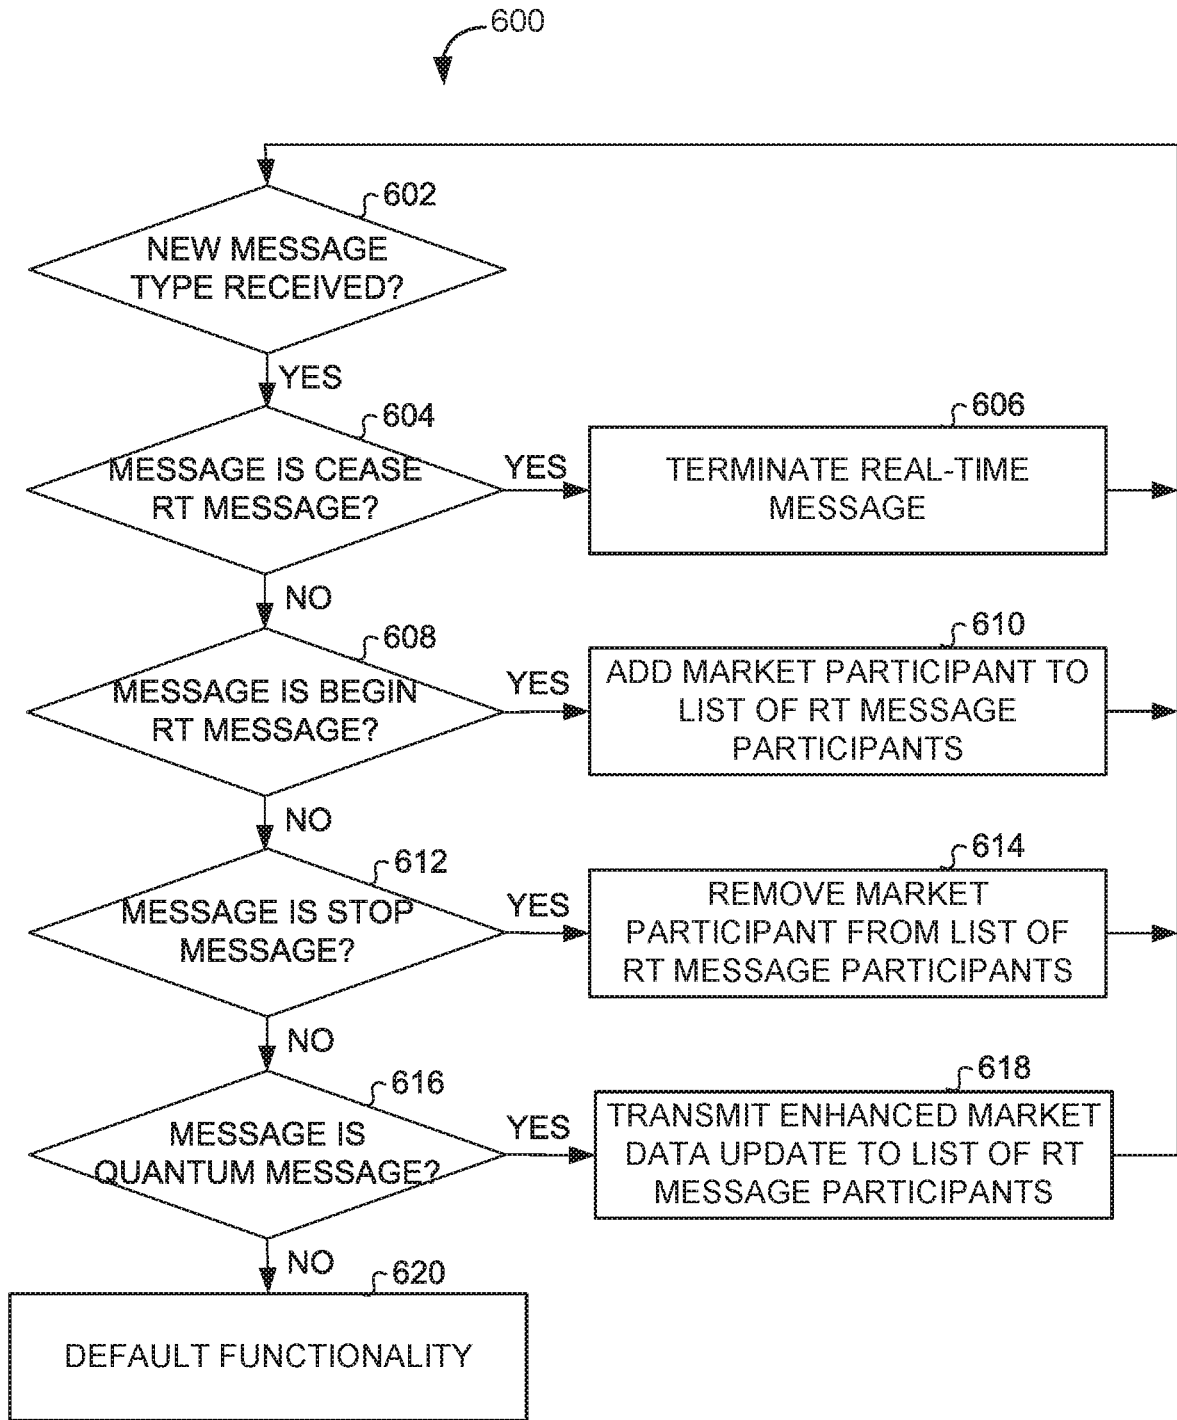 600
602
NEW MESSAGE
TYPE RECEIVED?
YES
604
MESSAGE IS CEASE
RT MESSAGE?
YES
606
TERMINATE REAL-TIME
MESSAGE
NO
608
MESSAGE IS BEGIN
RT MESSAGE?
YES
610
ADD MARKET PARTICIPANT TO
LIST OF RT MESSAGE
PARTICIPANTS
NO
612
MESSAGE IS STOP
MESSAGE?
YES
614
REMOVE MARKET
PARTICIPANT FROM LIST OF
RT MESSAGE PARTICIPANTS
NO
616
MESSAGE IS
QUANTUM MESSAGE?
YES
618
TRANSMIT ENHANCED MARKET
DATA UPDATE TO LIST OF RT
MESSAGE PARTICIPANTS
NO
620
DEFAULT FUNCTIONALITY